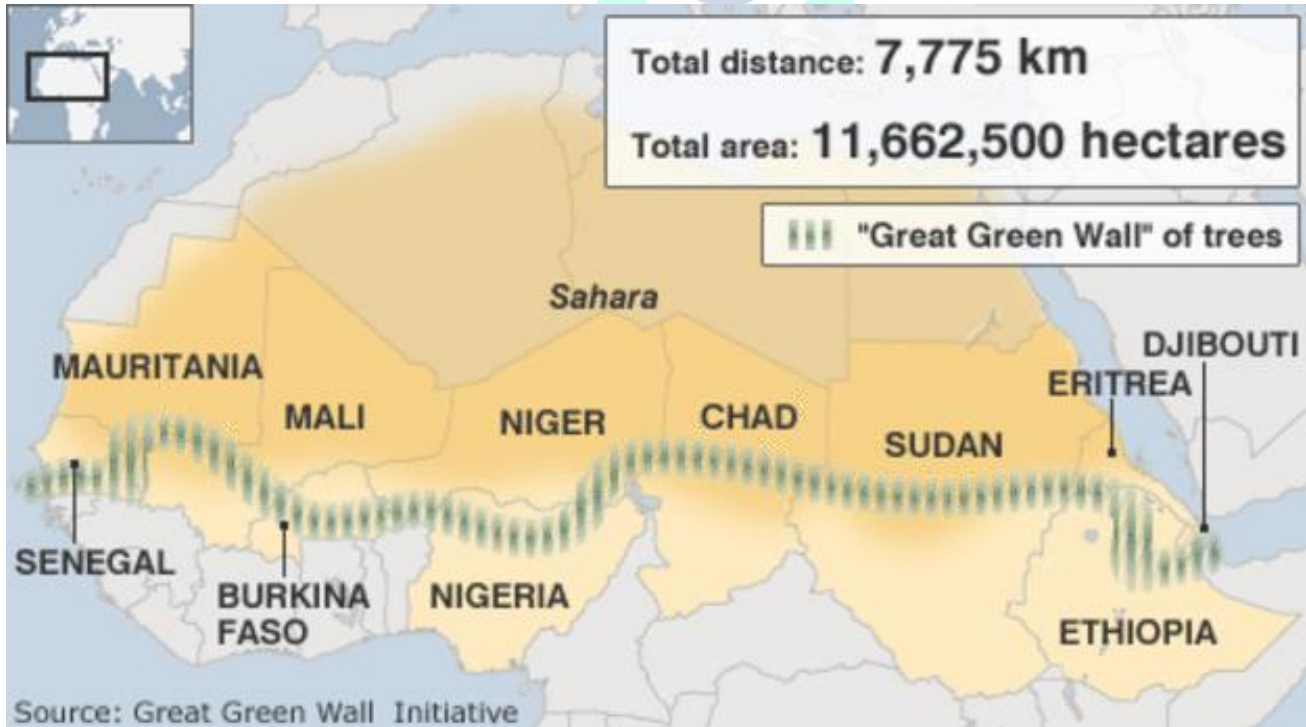 Total distance: 7,775 km
Total area: 11,662,500 hectares
"Great Green Wall" of trees
Sahara
DJIBOUTI
MAURITANIA
ERITREA
MALI
NIGER
CHAD
SUDAN
SENEGAL
BURKINA
FASO
NIGERIA
ETHIOPIA
Source: Great Green Wall Initiative